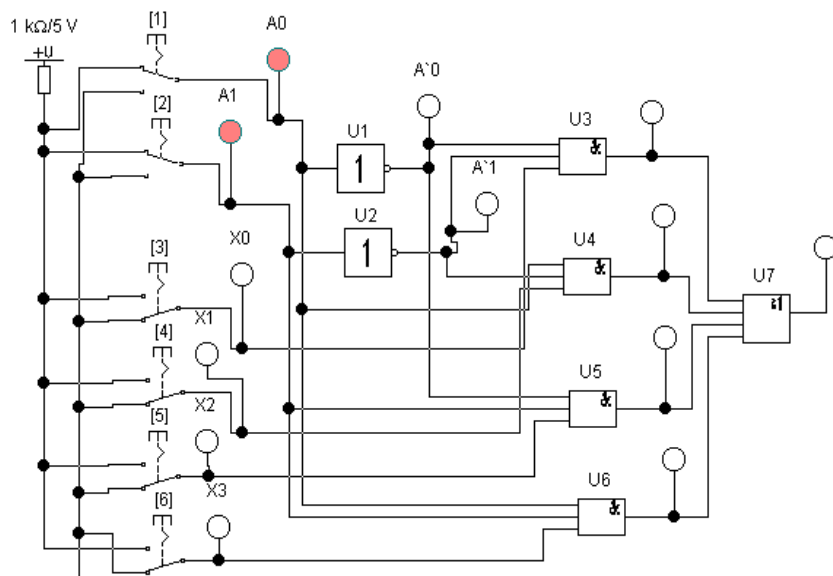 1 kΩ/5 V
+U
[1]
A0
[2]
A1
A`0
U1
1
U2
1
A`1
U3
&
[3]
X0
U4
&
U7
≥1
X1
[4]
X2
U5
&
[5]
X3
U6
&
[6]